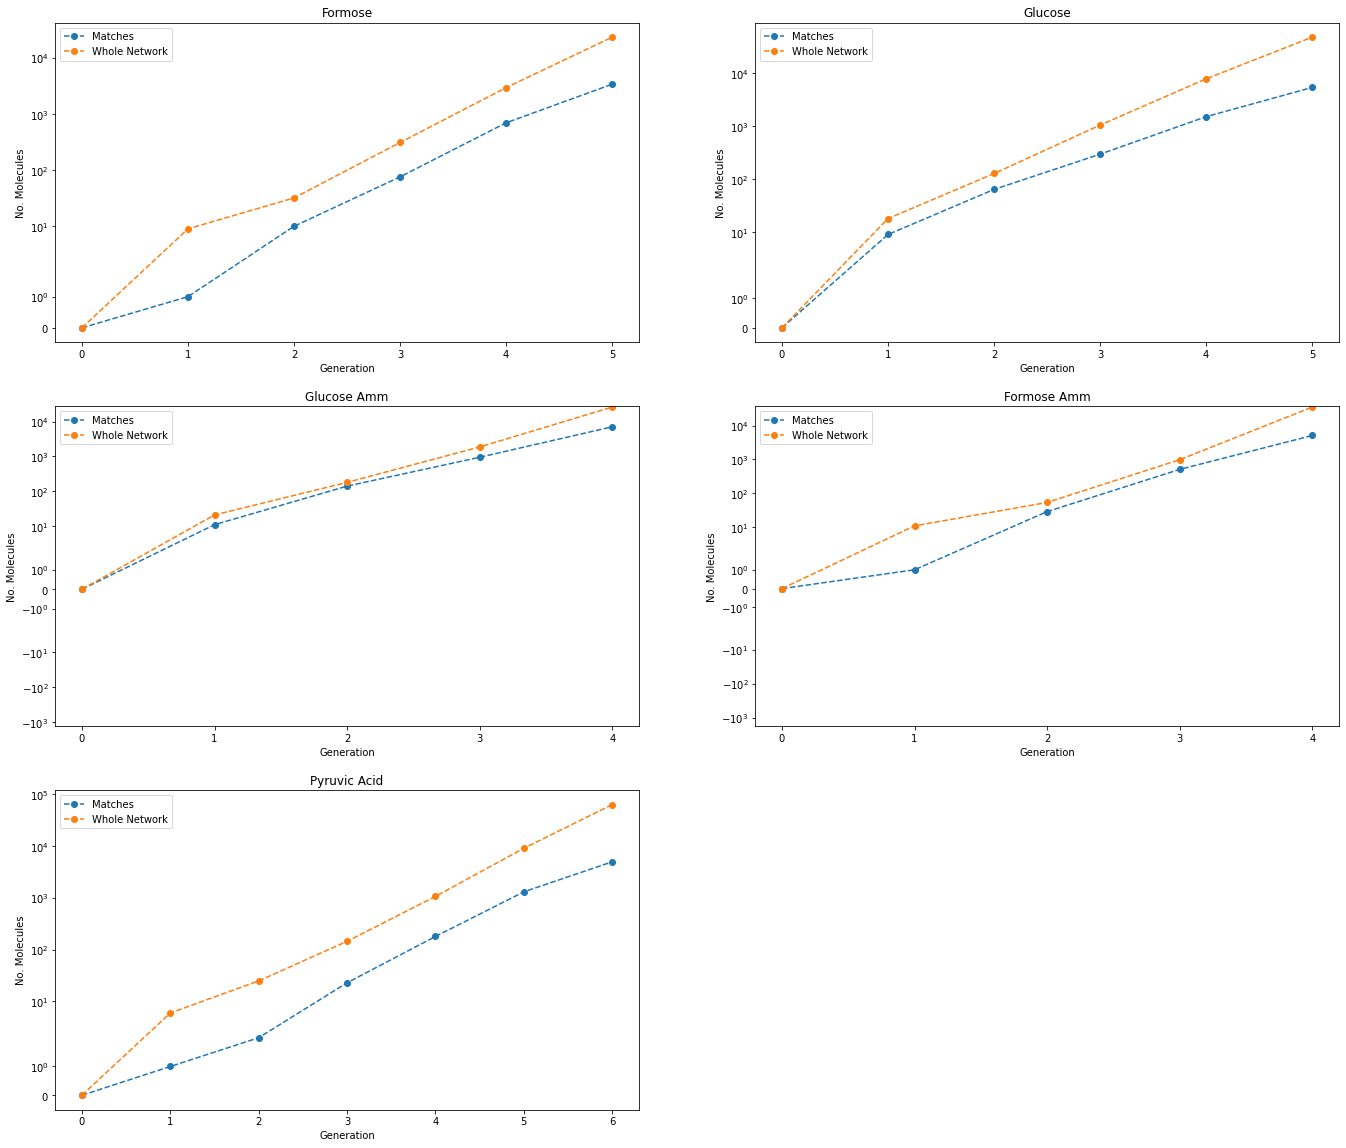 Formose
Matches
Whole Network
10⁴
10³
10²
10¹
10⁰
0
No. Molecules
0 1 2 3 4 5
Generation
Glucose
Matches
Whole Network
10⁴
10³
10²
10¹
10⁰
0
No. Molecules
0 1 2 3 4 5
Generation
Glucose Amm
Matches
Whole Network
10⁴
10³
10²
10¹
10⁰
0
−10⁰
−10¹
−10²
−10³
No. Molecules
0 1 2 3 4
Generation
Formose Amm
Matches
Whole Network
10⁴
10³
10²
10¹
10⁰
0
−10⁰
−10¹
−10²
−10³
No. Molecules
0 1 2 3 4
Generation
Pyruvic Acid
Matches
Whole Network
10⁵
10⁴
10³
10²
10¹
10⁰
0
No. Molecules
0 1 2 3 4 5 6
Generation